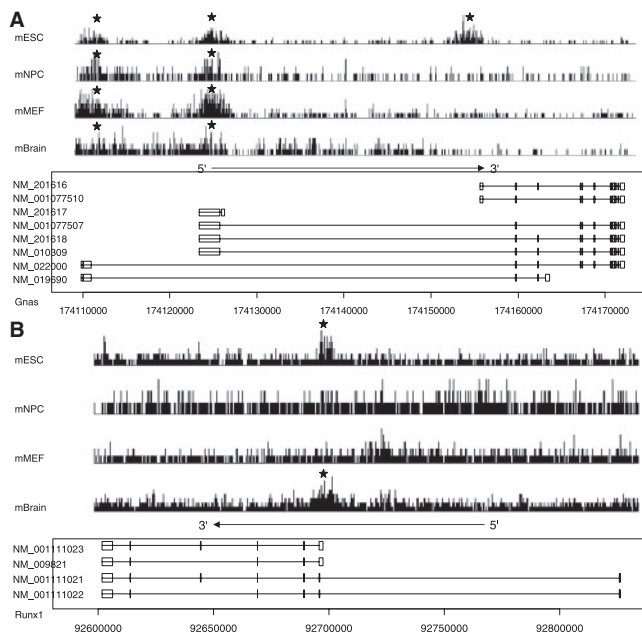 A
mESC
mNPC
mMEF
mBrain
5' 3'
NM_201616
NM_001077510
NM_201617
NM_001077507
NM_201618
NM_010309
NM_022000
NM_019690
Gnas
174110000 174120000 174130000 174140000 174150000 174160000 174170000
B
mESC
mNPC
mMEF
mBrain
3' 5'
NM_001111023
NM_009821
NM_001111021
NM_001111022
Runx1
92600000 92650000 92700000 92750000 92800000